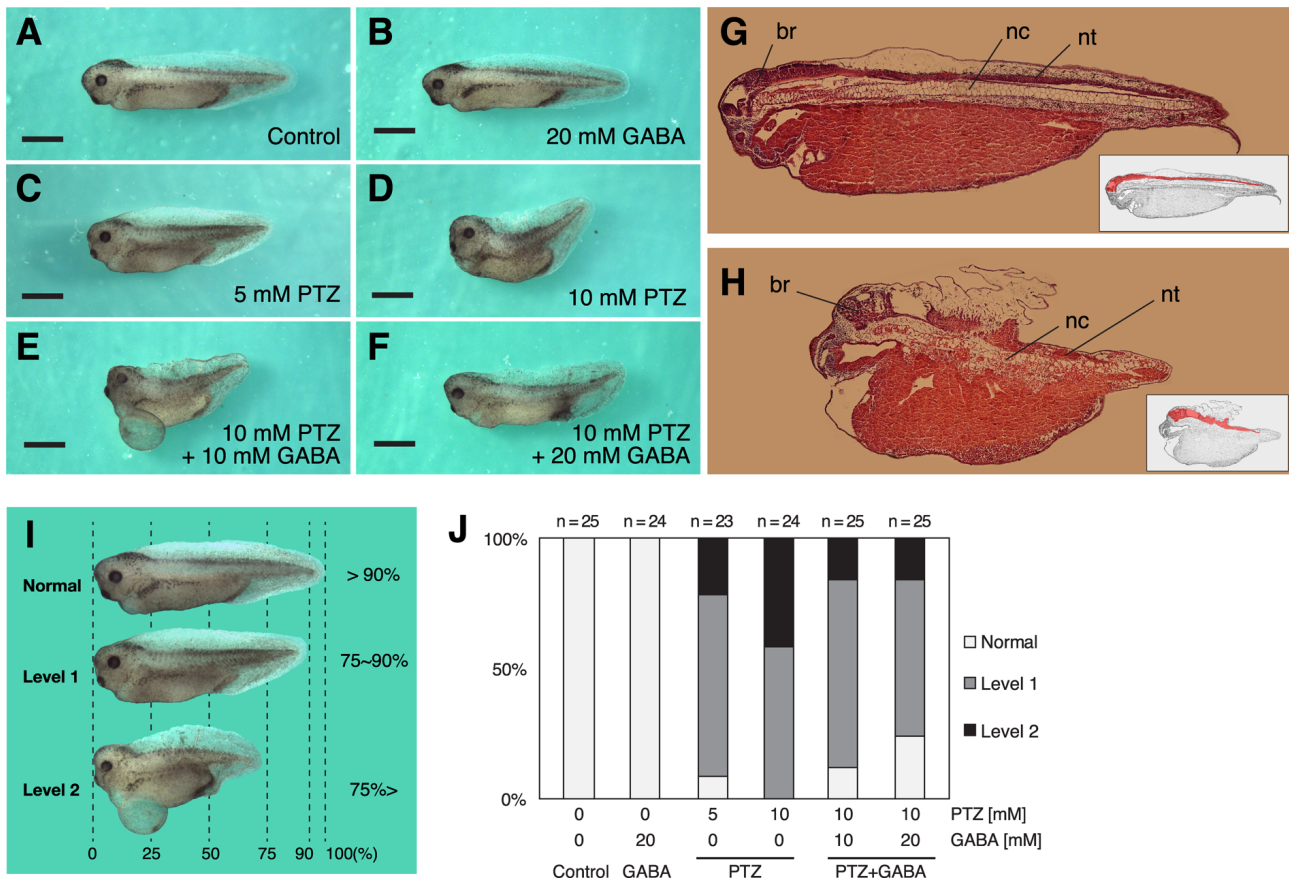 A
Control
B
20 mM GABA
C
5 mM PTZ
D
10 mM PTZ
E
10 mM PTZ
+ 10 mM GABA
F
10 mM PTZ
+ 20 mM GABA
G
br
nc
nt
H
br
nc
nt
I
Normal
> 90%
Level 1
75~90%
Level 2
75%>
0 25 50 75 90 100(%)
J
n = 25 n = 24 n = 23 n = 24 n = 25 n = 25
100%
50%
0%
Normal
Level 1
Level 2
0 0 5 10 10 10 PTZ [mM]
0 20 0 0 10 20 GABA [mM]
Control GABA PTZ PTZ+GABA